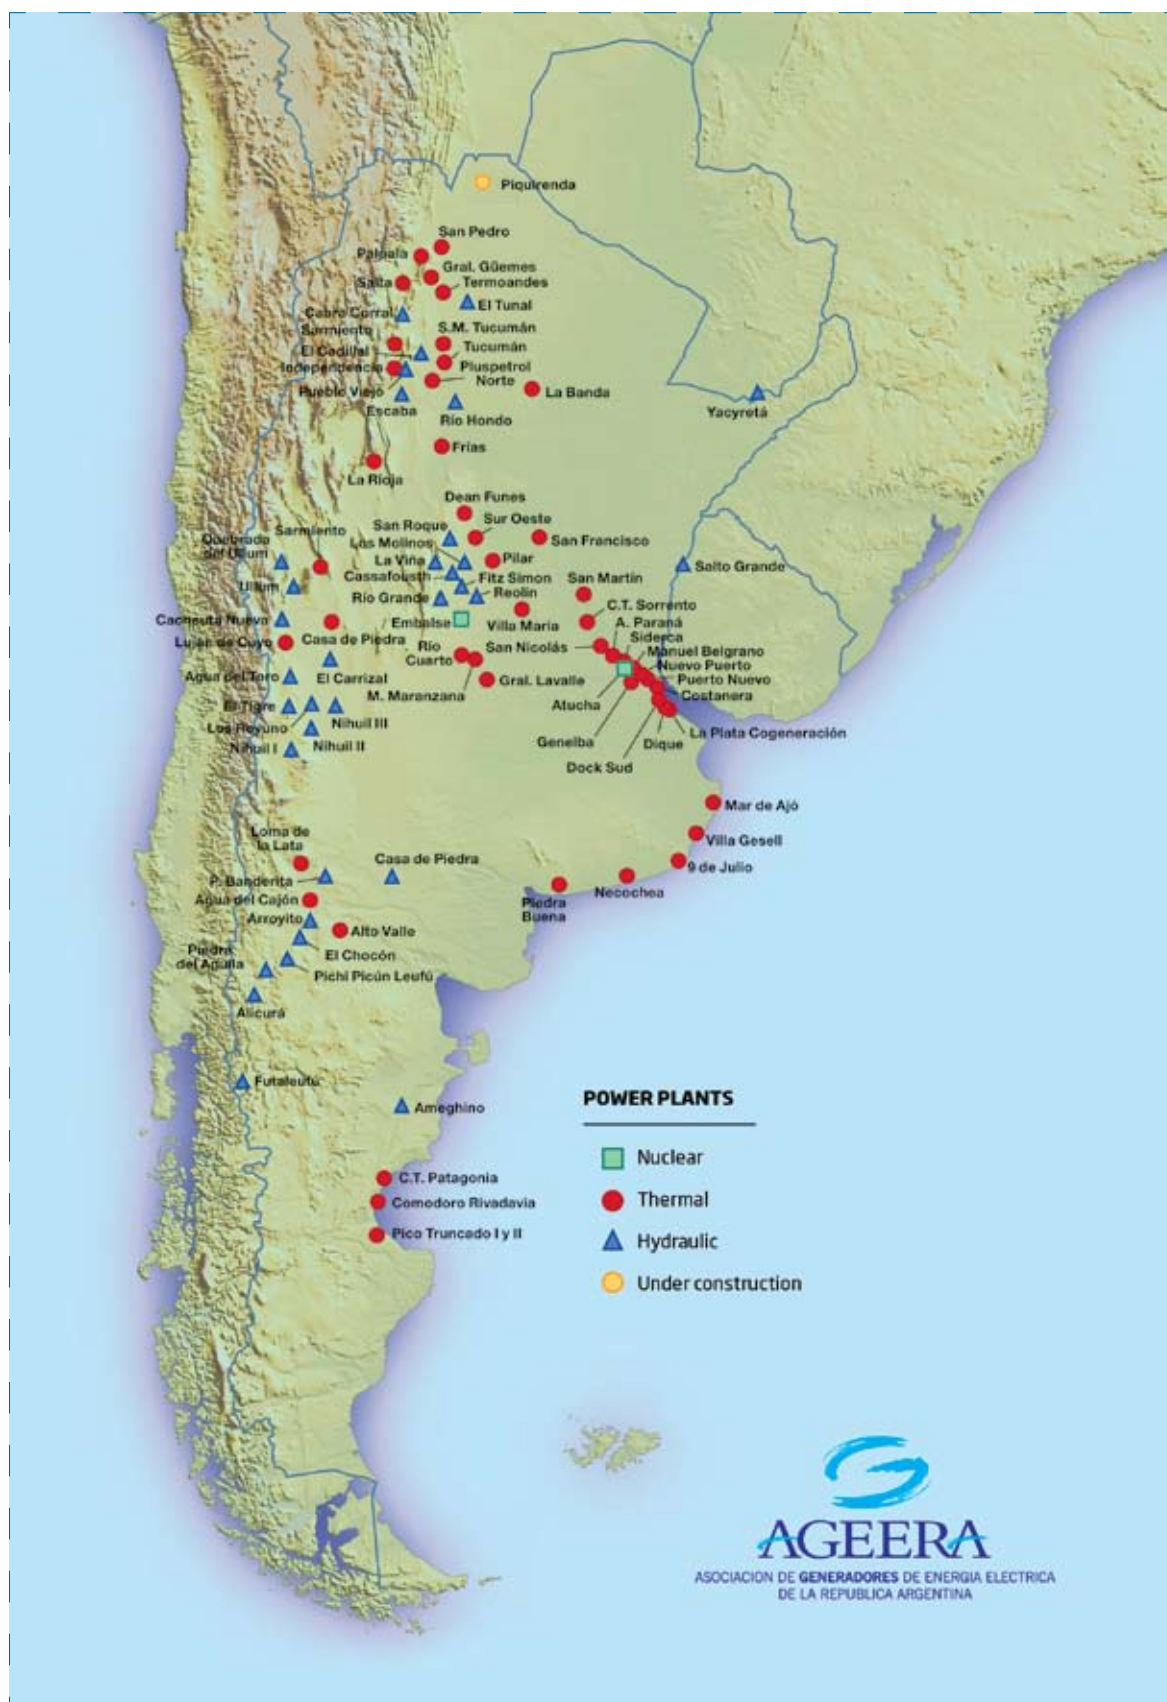 Piquirenda
San Pedro
Palpala
Gral. Güemes
Salta
Termoandes
El Tunal
Cabra Corral
Sarmiento
S.M. Tucumán
El Cadillal
Tucumán
Independencia
Pluspetrol
Norte
Pueblo Viejo
La Banda
Escaba
Río Hondo
Yacyretá
Frías
La Rioja
Dean Funes
Sur Oeste
San Roque
Sarmiento
Quebrada
del Ullum
Los Molinos
San Francisco
La Viña
Pilar
Salto Grande
Cassafousth
Fitz Simon
San Martín
Ullum
Reolin
Río Grande
C.T. Sorrento
Cacheuta Nueva
Embalse
Villa Maria
A. Paraná
Siderca
Luján de Cuyo
Casa de Piedra
Río
Cuarto
San Nicolás
Manuel Belgrano
Nuevo Puerto
Agua del Toro
El Carrizal
Gral. Lavalle
Puerto Nuevo
M. Maranzana
Costanera
El Tigre
Atucha
Los Reyuno
Nihuil III
La Plata Cogeneración
Nihuil I
Nihuil II
Genelba
Dique
Dock Sud
Mar de Ajó
Loma de
la Lata
Villa Gesell
Casa de Piedra
9 de Julio
P. Banderita
Necochea
Agua del Cajón
Piedra
Buena
Arroyito
Alto Valle
Piedra
del Aguila
El Chocón
Pichi Picún Leufú
Alicurá
Futaleufú
Ameghino
POWER PLANTS
Nuclear
Thermal
Hydraulic
Under construction
C.T. Patagonia
Comodoro Rivadavia
Pico Truncado I y II
AGEERA
ASOCIACION DE GENERADORES DE ENERGIA ELECTRICA
DE LA REPUBLICA ARGENTINA